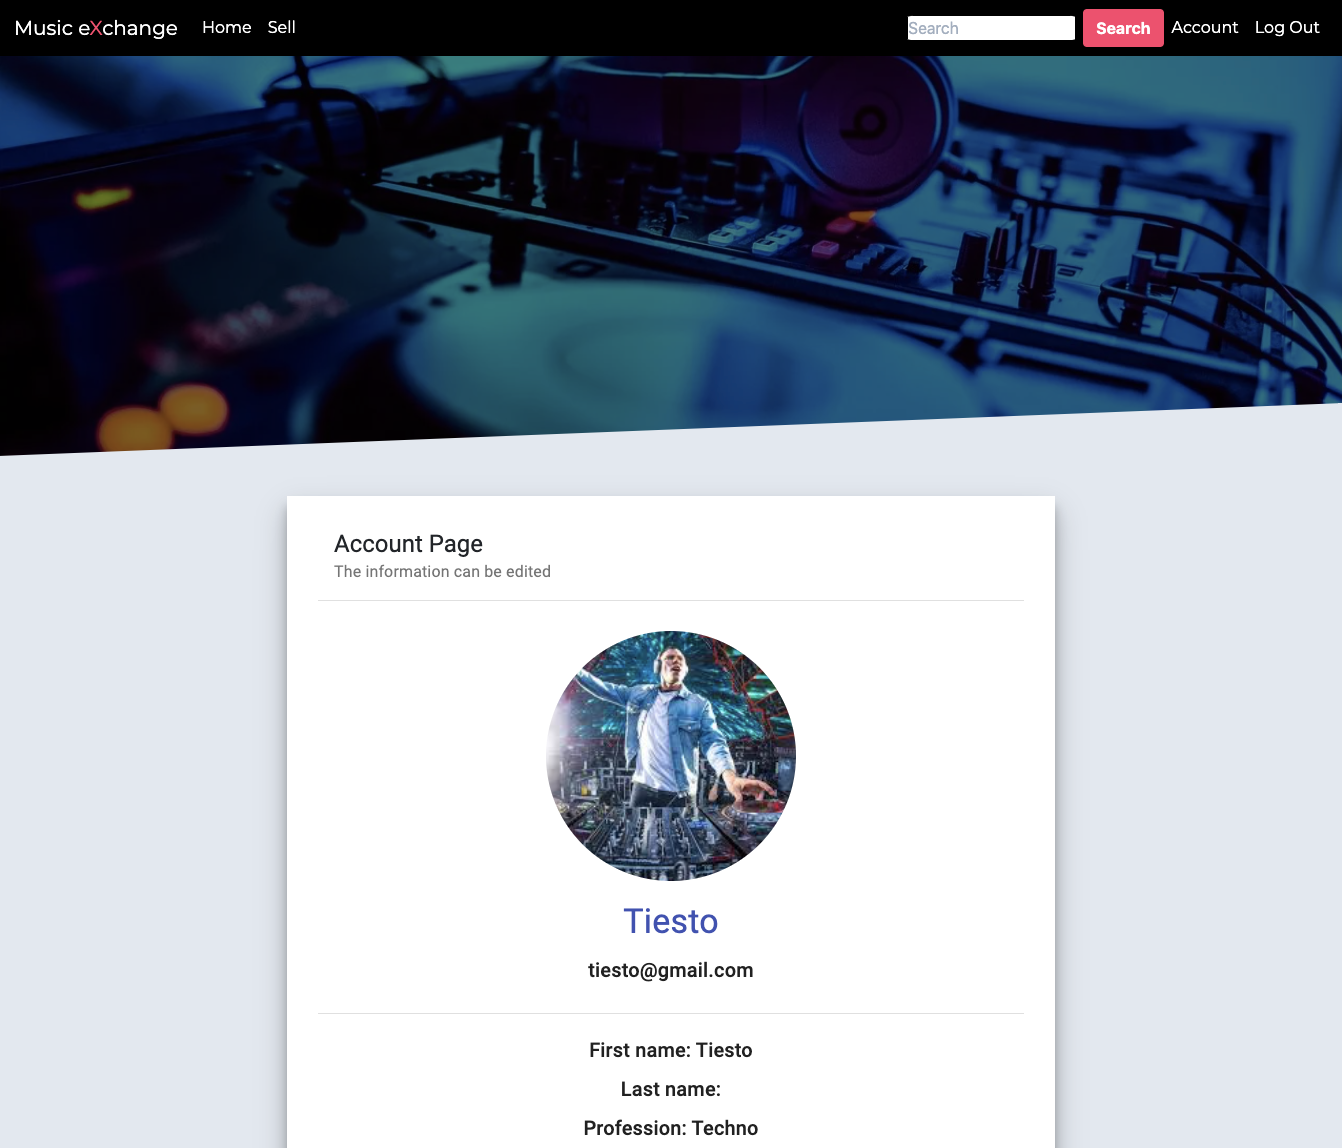 Music eXchange Home Sell Search Search Account Log Out
b
Account Page
The information can be edited
Tiesto
tiesto@gmail.com
First name: Tiesto
Last name:
Profession: Techno